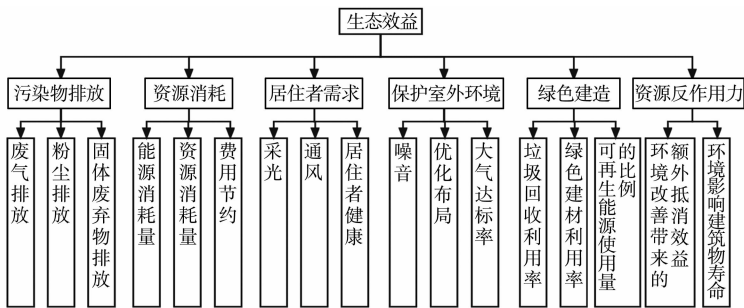 生态效益
污染物排放
资源消耗
居住者需求
保护室外环境
绿色建造
资源反作用力
废气排放
粉尘排放
固体废弃物排放
能源消耗量
资源消耗量
费用节约
采光
通风
居住者健康
噪音
优化布局
大气达标率
垃圾回收利用率
绿色建材利用率
可再生能源使用量
的比例
环境改善带来的
额外抵消效益
环境影响建筑物寿命